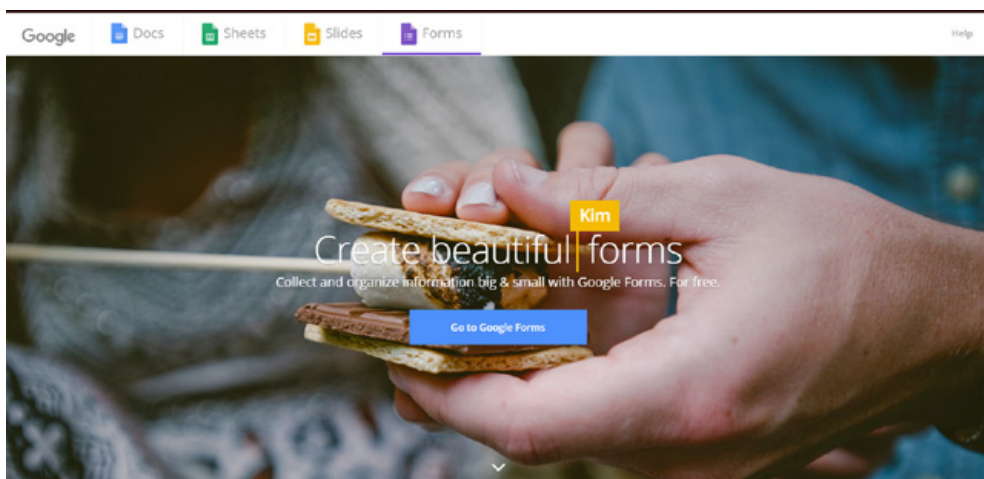 Google Docs Sheets Slides Forms Help
Kim
Create beautiful forms
Collect and organize information big & small with Google Forms. For free.
Go to Google Forms